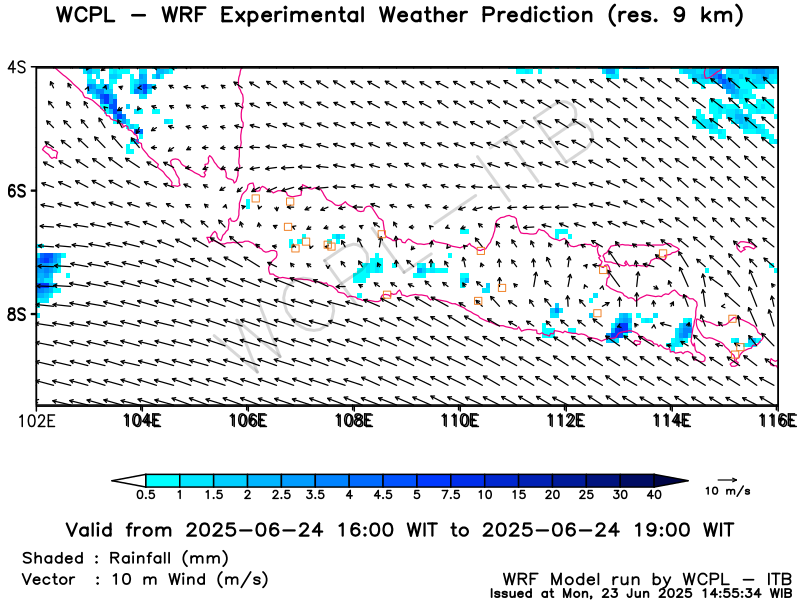 WCPL − WRF Experimental Weather Prediction (res. 9 km)
4S
6S
8S
102E 104E 106E 108E 110E 112E 114E 116E
WCPL−ITB
0.5 1 1.5 2 2.5 3.5 4 4.5 5 7.5 10 15 20 25 30 40
10 m/s
Valid from 2025−06−24 16:00 WIT to 2025−06−24 19:00 WIT
Shaded : Rainfall (mm)
Vector : 10 m Wind (m/s)
WRF Model run by WCPL − ITB
Issued at Mon, 23 Jun 2025 14:55:34 WIB